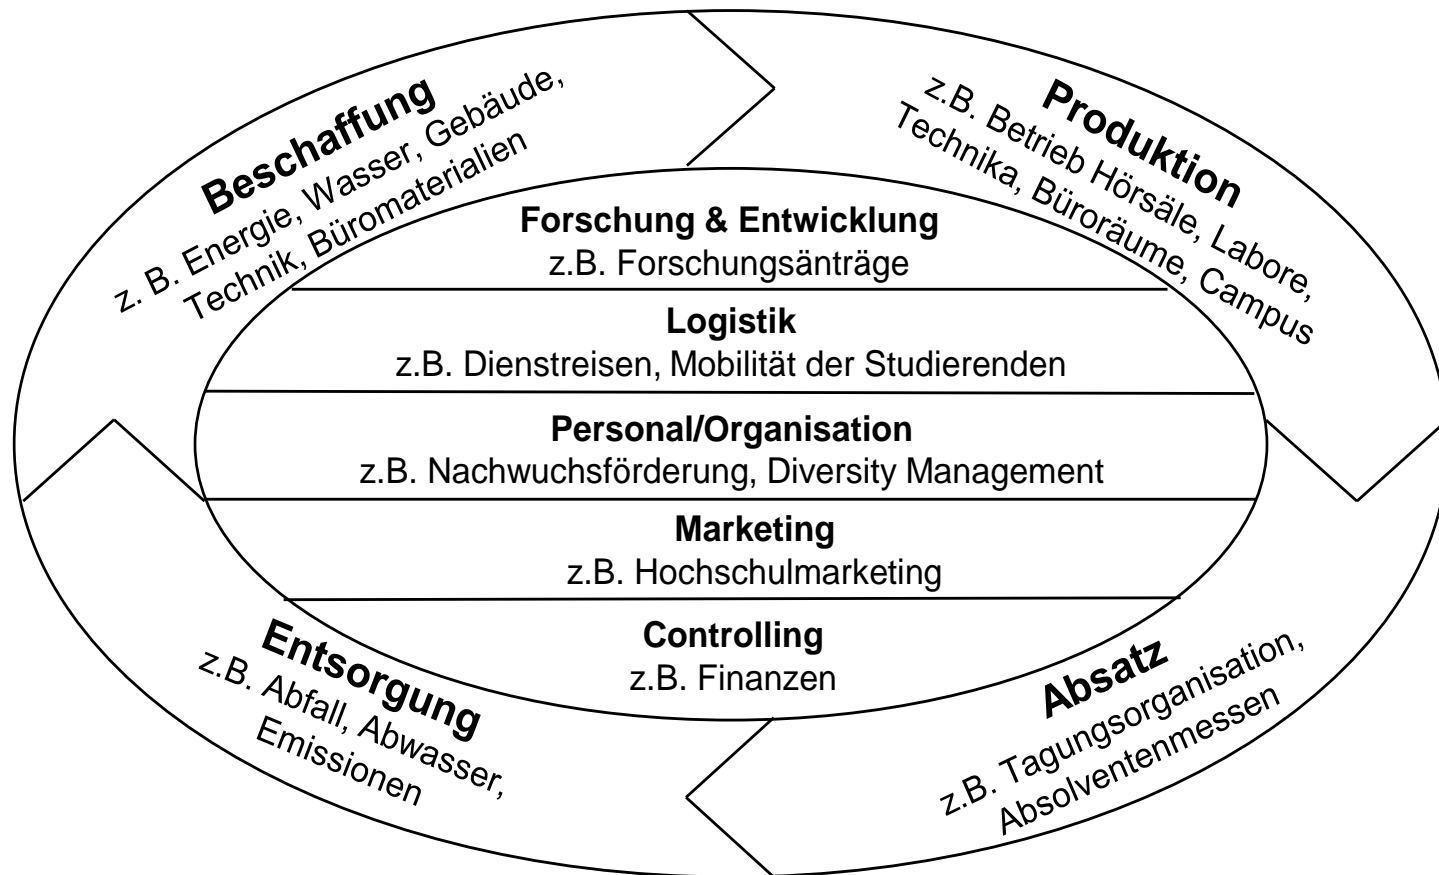 Beschaffung
z. B. Energie, Wasser, Gebäude,
Technik, Büromaterialien
Produktion
z.B. Betrieb Hörsäle, Labore,
Technika, Büroräume, Campus
Forschung & Entwicklung
z.B. Forschungsänträge
Logistik
z.B. Dienstreisen, Mobilität der Studierenden
Personal/Organisation
z.B. Nachwuchsförderung, Diversity Management
Marketing
z.B. Hochschulmarketing
Controlling
z.B. Finanzen
Entsorgung
z.B. Abfall, Abwasser,
Emissionen
Absatz
z.B. Tagungsorganisation,
Absolventenmessen